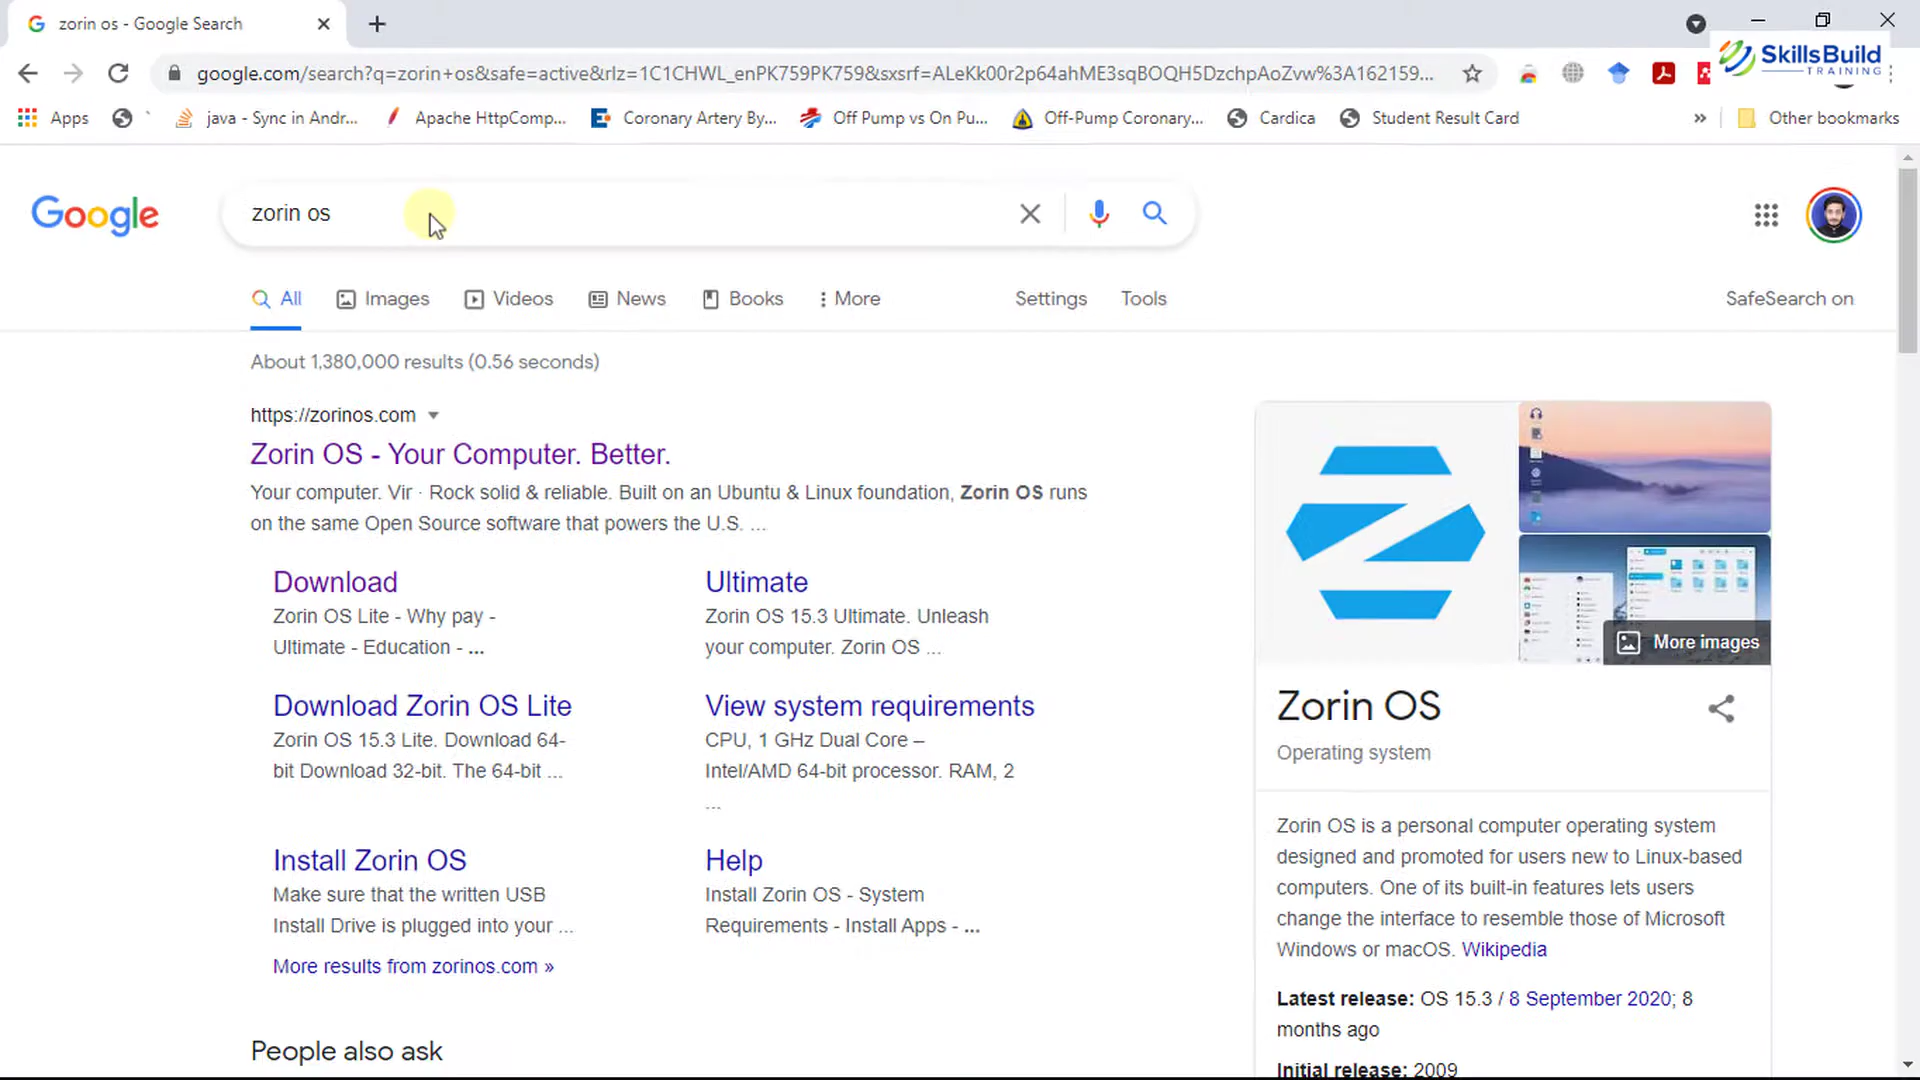 zorin os - Google Search
google.com/search?q=zorin+os&safe=active&rlz=1C1CHWL_enPK759PK759&sxsrf=ALeKk00r2p64ahME3sqBOQH5DzchpAoZvw%3A162159...
SkillsBuild
TRAINING
Apps
java - Sync in Andr...
Apache HttpComp...
Coronary Artery By...
Off Pump vs On Pu...
Off-Pump Coronary...
Cardica
Student Result Card
»
Other bookmarks
Google
zorin os
All
Images
Videos
News
Books
More
Settings
Tools
SafeSearch on
About 1,380,000 results (0.56 seconds)
https://zorinos.com
Zorin OS - Your Computer. Better.
Your computer. Vir · Rock solid & reliable. Built on an Ubuntu & Linux foundation, Zorin OS runs
on the same Open Source software that powers the U.S. ...
Download
Zorin OS Lite - Why pay -
Ultimate - Education - ...
Ultimate
Zorin OS 15.3 Ultimate. Unleash
your computer. Zorin OS ...
Download Zorin OS Lite
Zorin OS 15.3 Lite. Download 64-
bit Download 32-bit. The 64-bit ...
View system requirements
CPU, 1 GHz Dual Core –
Intel/AMD 64-bit processor. RAM, 2
...
Install Zorin OS
Make sure that the written USB
Install Drive is plugged into your ...
Help
Install Zorin OS - System
Requirements - Install Apps - ...
More results from zorinos.com »
People also ask
More images
Zorin OS
Operating system
Zorin OS is a personal computer operating system
designed and promoted for users new to Linux-based
computers. One of its built-in features lets users
change the interface to resemble those of Microsoft
Windows or macOS. Wikipedia
Latest release: OS 15.3 / 8 September 2020; 8
months ago
Initial release: 2009